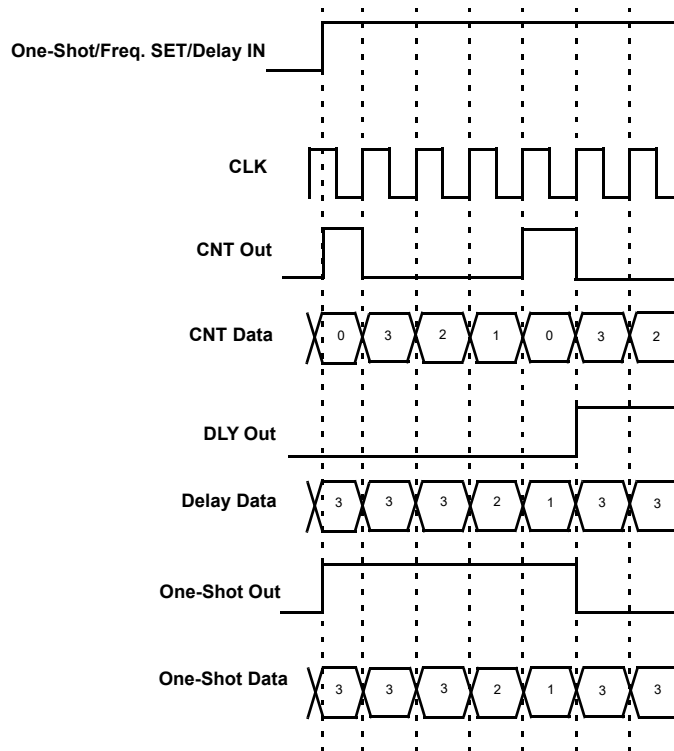 One-Shot/Freq. SET/Delay IN
CLK
CNT Out
CNT Data 0 3 2 1 0 3 2
DLY Out
Delay Data 3 3 3 2 1 3 3
One-Shot Out
One-Shot Data 3 3 3 2 1 3 3